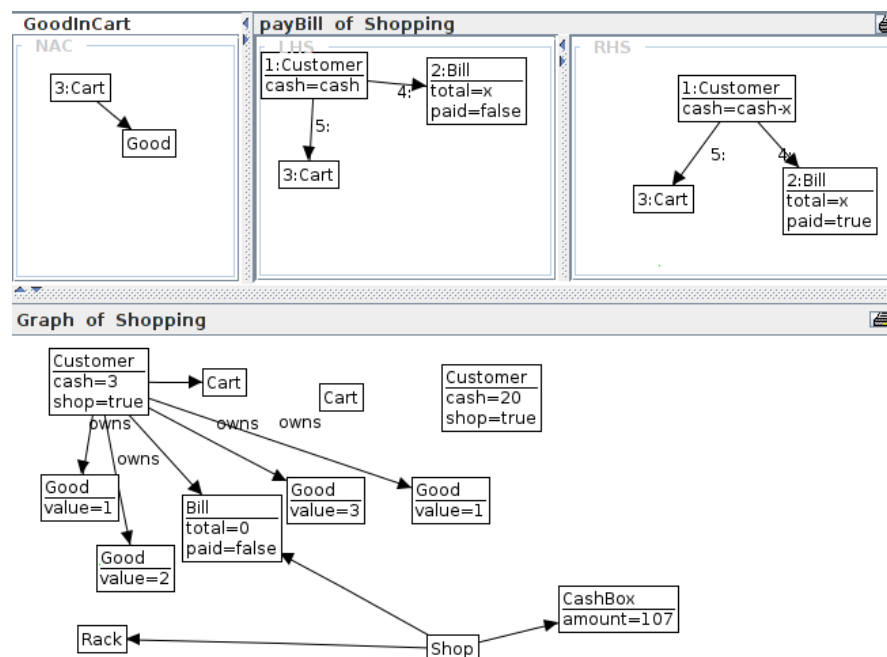 GoodInCart
payBill of Shopping
NAC
LHS
RHS
3:Cart
Good
1:Customer
cash=cash
2:Bill
total=x
paid=false
4:
5:
3:Cart
1:Customer
cash=cash-x
5:
4:
3:Cart
2:Bill
total=x
paid=true
Graph of Shopping
Customer
cash=3
shop=true
Cart
Cart
Customer
cash=20
shop=true
owns
owns
owns
owns
Good
value=1
Bill
total=0
paid=false
Good
value=3
Good
value=1
Good
value=2
CashBox
amount=107
Rack
Shop